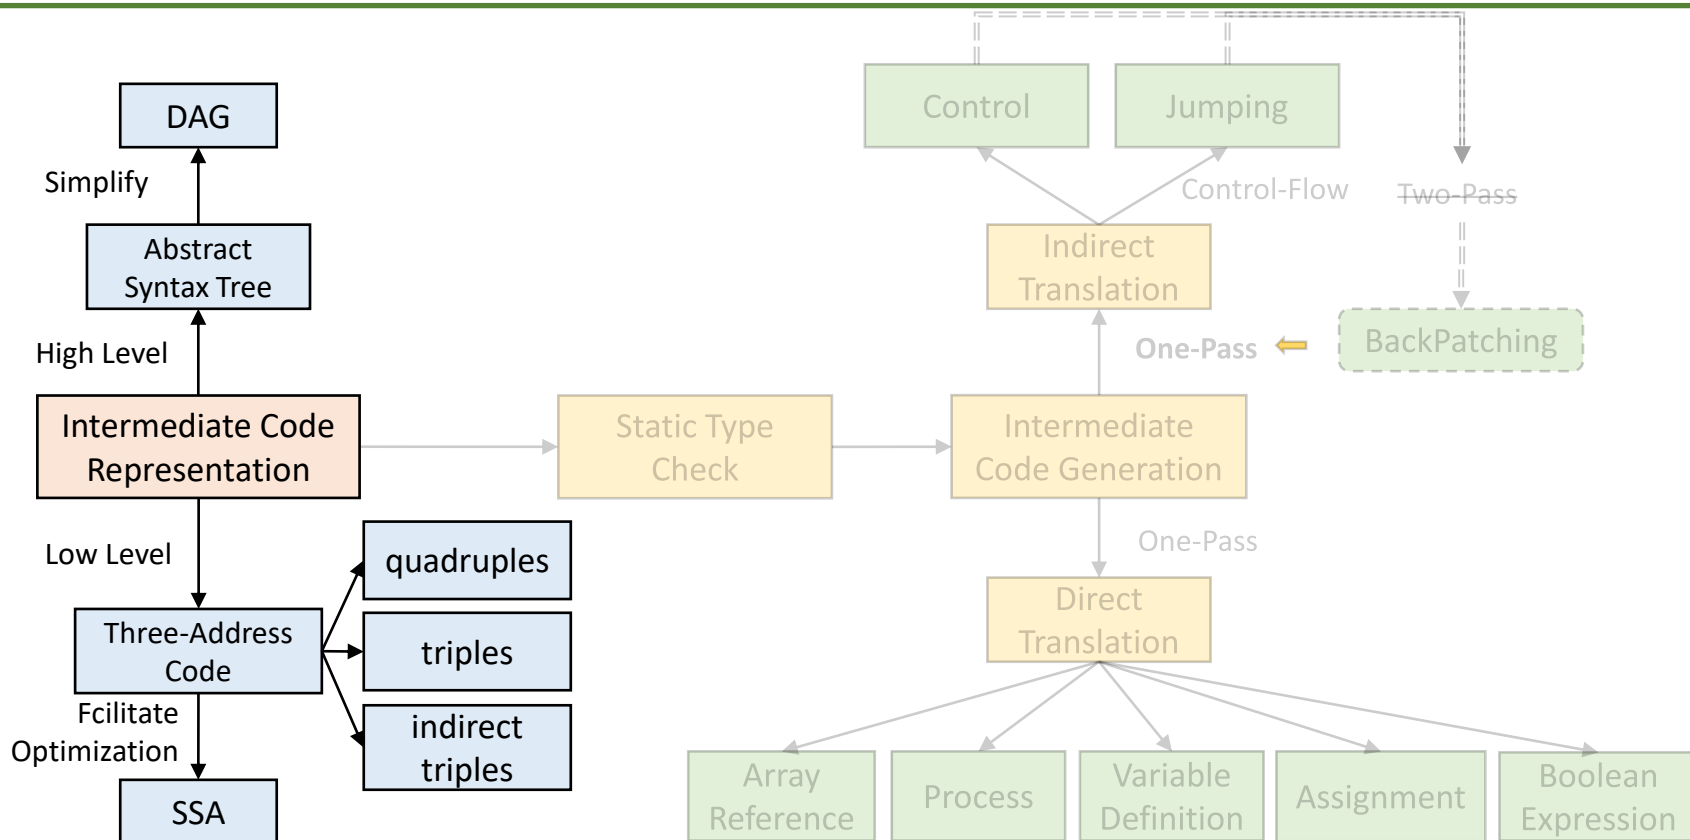 DAG
Simplify
Abstract
Syntax Tree
High Level
Intermediate Code
Representation
Low Level
Three-Address
Code
quadruples
triples
indirect
triples
Fcilitate
Optimization
SSA
Static Type
Check
Intermediate
Code Generation
One-Pass
Indirect
Translation
Control-Flow
Control
Jumping
Two-Pass
BackPatching
One-Pass
Direct
Translation
Array
Reference
Process
Variable
Definition
Assignment
Boolean
Expression